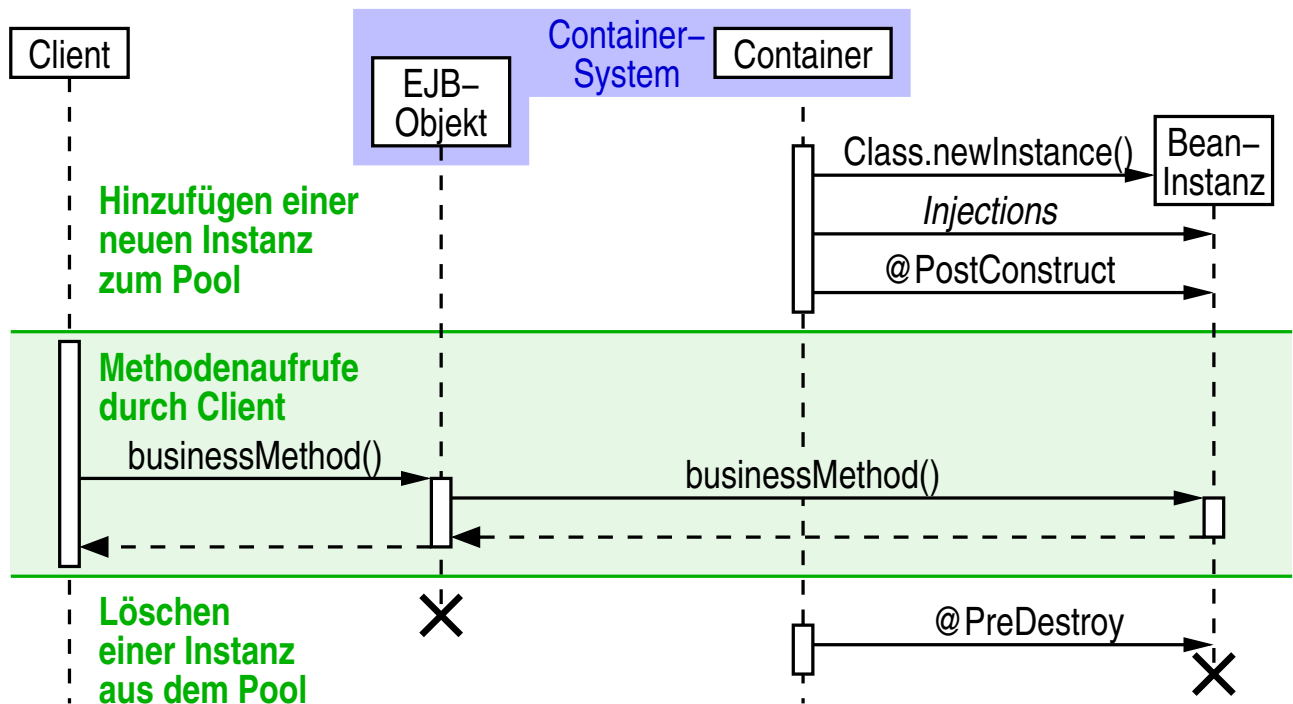 Client
EJB–
Objekt
Container–
System
Container
Class.newInstance()
Bean–
Instanz
Injections
@PostConstruct
Hinzufügen einer
neuen Instanz
zum Pool
Methodenaufrufe
durch Client
businessMethod()
businessMethod()
Löschen
einer Instanz
aus dem Pool
@PreDestroy